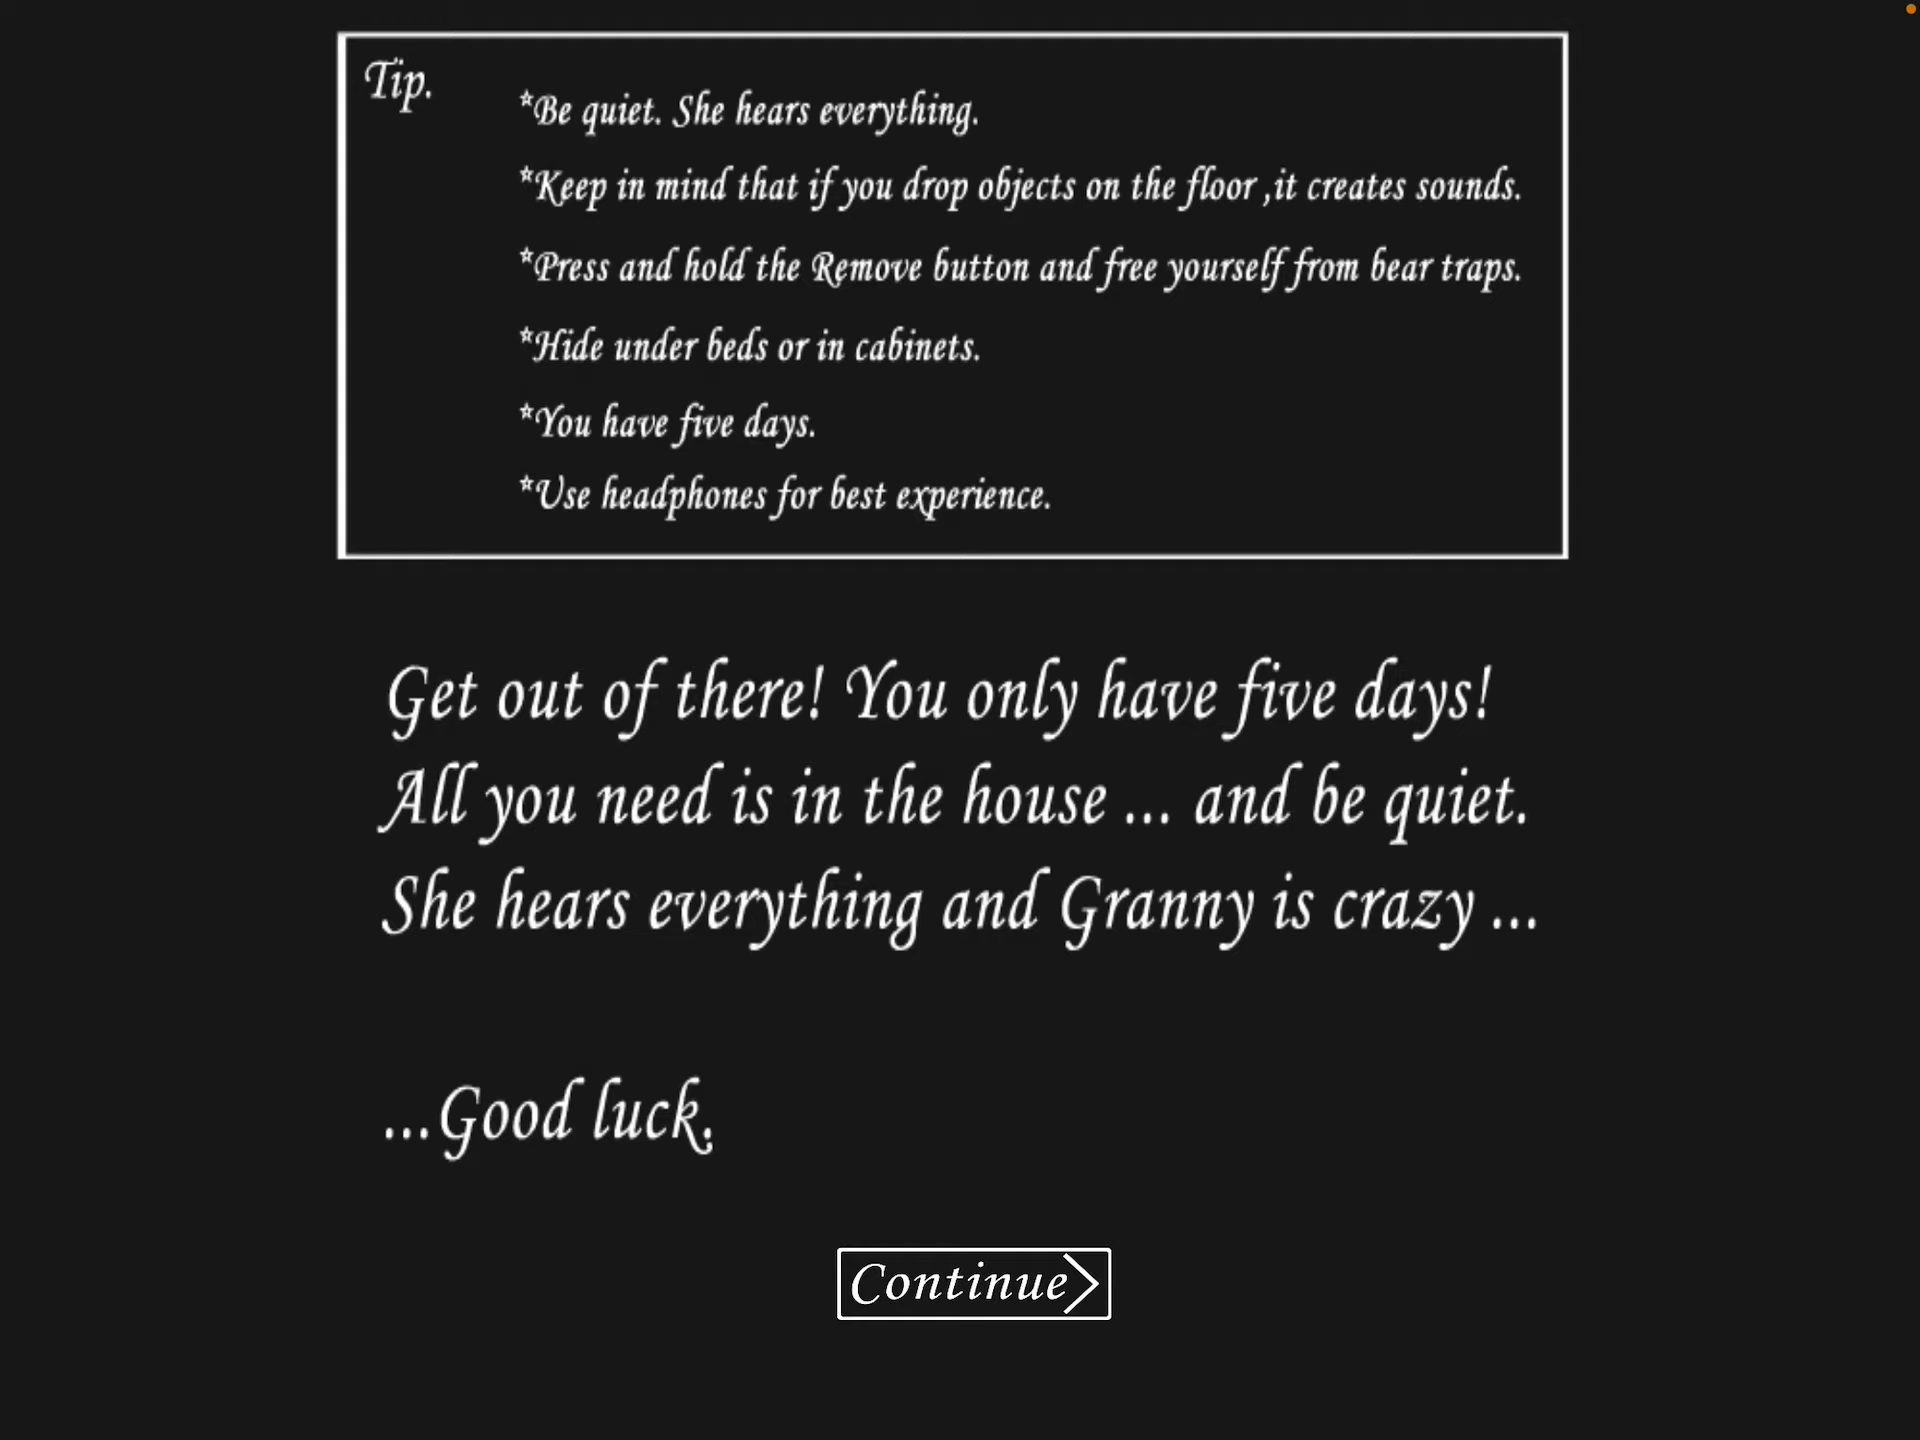 Tip.
*Be quiet. She hears everything.
*Keep in mind that if you drop objects on the floor ,it creates sounds.
*Press and hold the Remove button and free yourself from bear traps.
*Hide under beds or in cabinets.
*You have five days.
*Use headphones for best experience.
Get out of there! You only have five days!
All you need is in the house ... and be quiet.
She hears everything and Granny is crazy ...
...Good luck.
Continue>